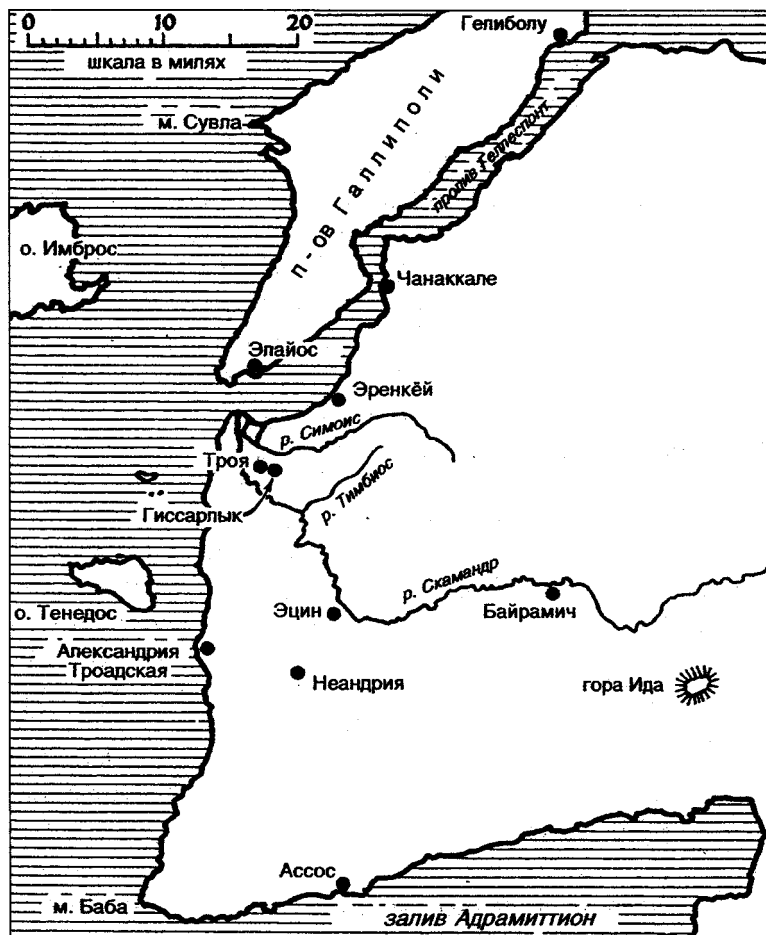 0 10 20
шкала в милях
Гелиболу
м. Сувла
п-ов Галлиполи
пролив Геллеспонт
о. Имброс
Чанаккале
Элайос
Эренкёй
р. Симоис
Троя
р. Тимбиос
Гиссарлык
р. Скамандр
о. Тенедос
Эцин
Байрамич
Александрия
Троадская
Неандрия
гора Ида
Ассос
м. Баба
залив Адрамиттион